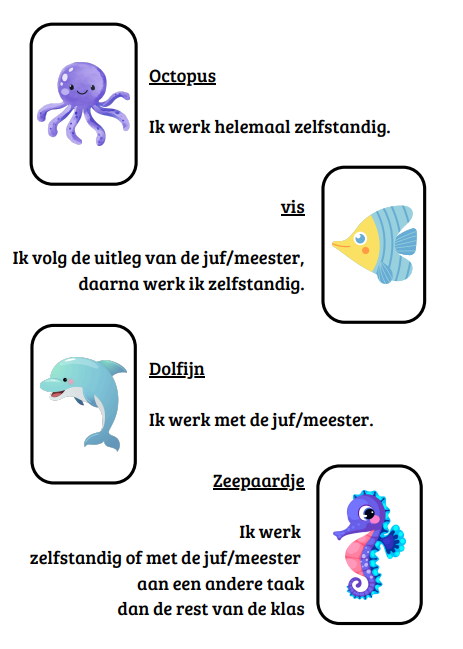 Octopus
Ik werk helemaal zelfstandig.
vis
Ik volg de uitleg van de juf/meester,
daarna werk ik zelfstandig.
Dolfijn
Ik werk met de juf/meester.
Zeepaardje
Ik werk
zelfstandig of met de juf/meester
aan een andere taak
dan de rest van de klas